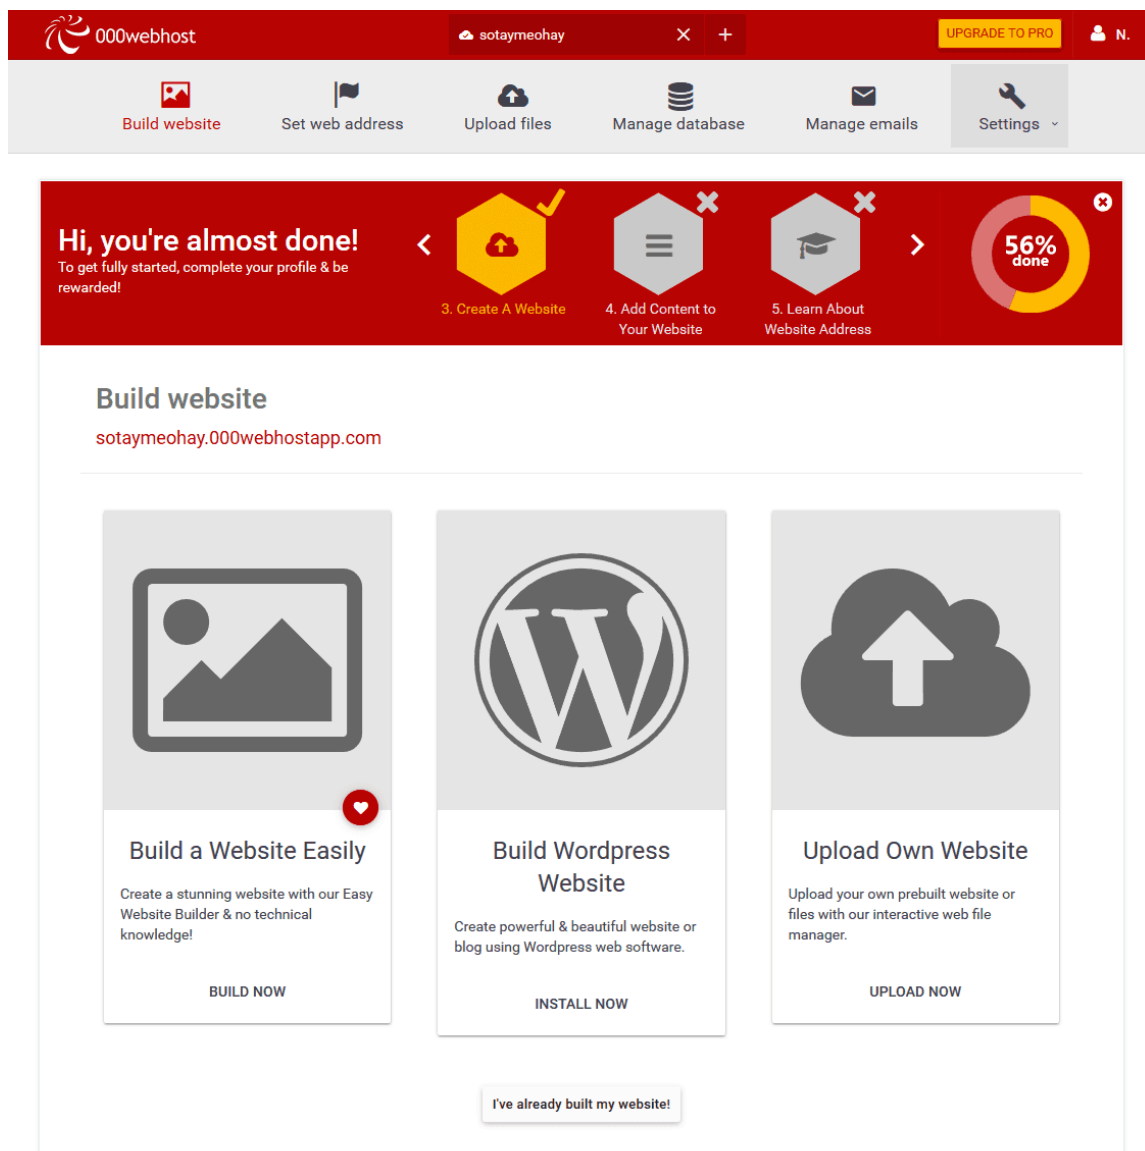 000webhost
sotaymeohay
UPGRADE TO PRO
N.
Build website
Set web address
Upload files
Manage database
Manage emails
Settings
Hi, you're almost done!
To get fully started, complete your profile & be
rewarded!
3. Create A Website
4. Add Content to
Your Website
5. Learn About
Website Address
56%
done
Build website
sotaymeohay.000webhostapp.com
Build a Website Easily
Create a stunning website with our Easy
Website Builder & no technical
knowledge!
BUILD NOW
Build Wordpress
Website
Create powerful & beautiful website or
blog using Wordpress web software.
INSTALL NOW
Upload Own Website
Upload your own prebuilt website or
files with our interactive web file
manager.
UPLOAD NOW
I've already built my website!